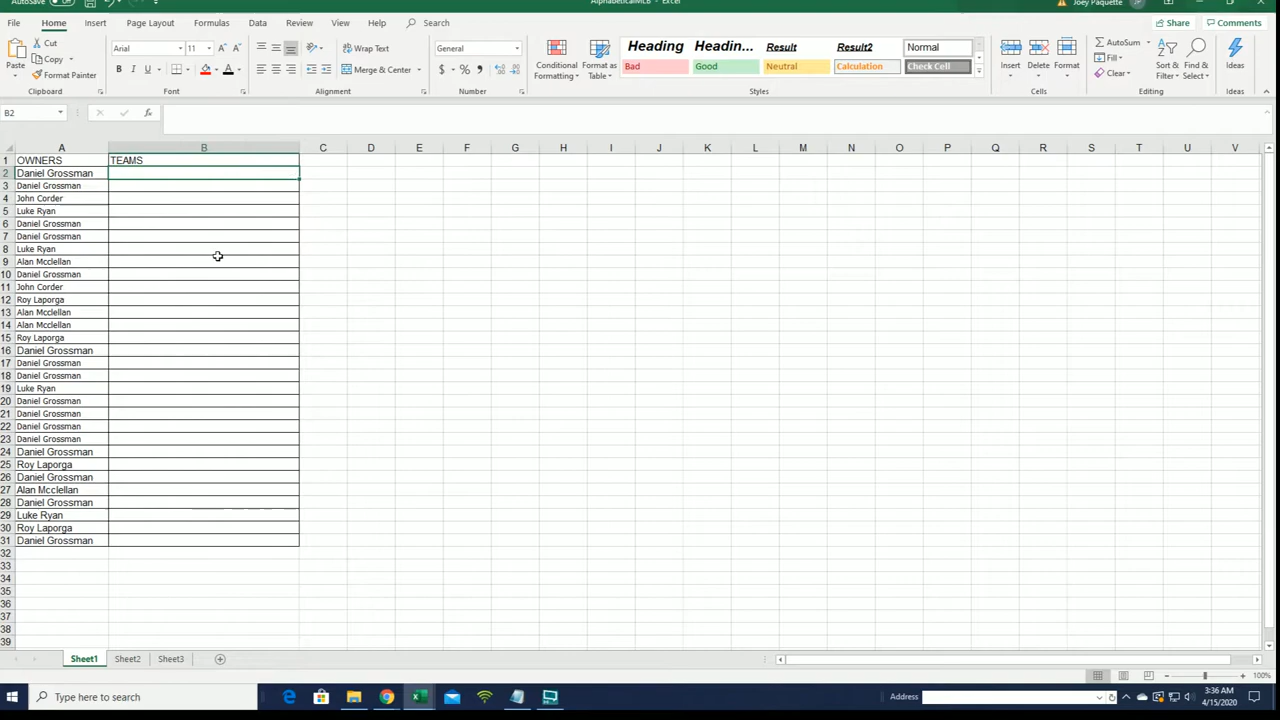 AutoSave Off AlphabeticalMLB - Excel Joey Paquette JP
File Home Insert Page Layout Formulas Data Review View Help Search Share Comments
Paste Cut Copy Format Painter
Arial 11 Wrap Text Merge & Center General
Conditional Formatting Format as Table
Heading Headin... Result Result2 Normal
Bad Good Neutral Calculation Check Cell
Insert Delete Format AutoSum Fill Clear Sort & Filter Find & Select Ideas
Clipboard Font Alignment Number Styles Cells Editing Ideas
B2 fx
A B C D E F G H I J K L M N O P Q R S T U V
1 OWNERS TEAMS
2 Daniel Grossman
3 Daniel Grossman
4 John Corder
5 Luke Ryan
6 Daniel Grossman
7 Daniel Grossman
8 Luke Ryan
9 Alan Mcclellan
10 Daniel Grossman
11 John Corder
12 Roy Laporga
13 Alan Mcclellan
14 Alan Mcclellan
15 Roy Laporga
16 Daniel Grossman
17 Daniel Grossman
18 Daniel Grossman
19 Luke Ryan
20 Daniel Grossman
21 Daniel Grossman
22 Daniel Grossman
23 Daniel Grossman
24 Daniel Grossman
25 Roy Laporga
26 Daniel Grossman
27 Alan Mcclellan
28 Daniel Grossman
29 Luke Ryan
30 Roy Laporga
31 Daniel Grossman
32
33
34
35
36
37
38
39
Sheet1 Sheet2 Sheet3
100%
Type here to search Address 3:36 AM
4/15/2020